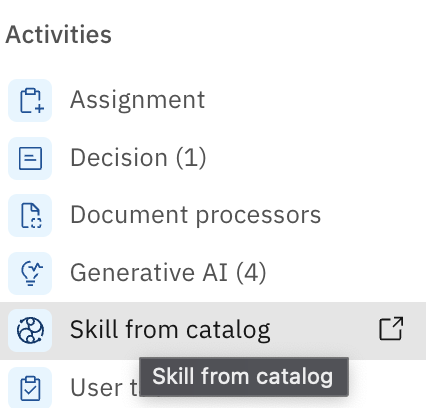 Activities
Assignment
Decision (1)
Document processors
Generative AI (4)
Skill from catalog
Skill from catalog
User t